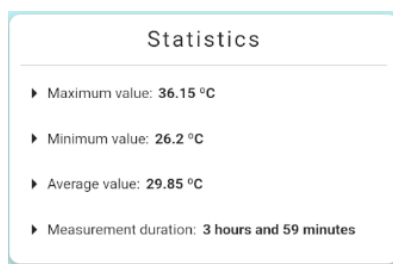 Statistics
Maximum value: 36.15 ºC
Minimum value: 26.2 ºC
Average value: 29.85 ºC
Measurement duration: 3 hours and 59 minutes